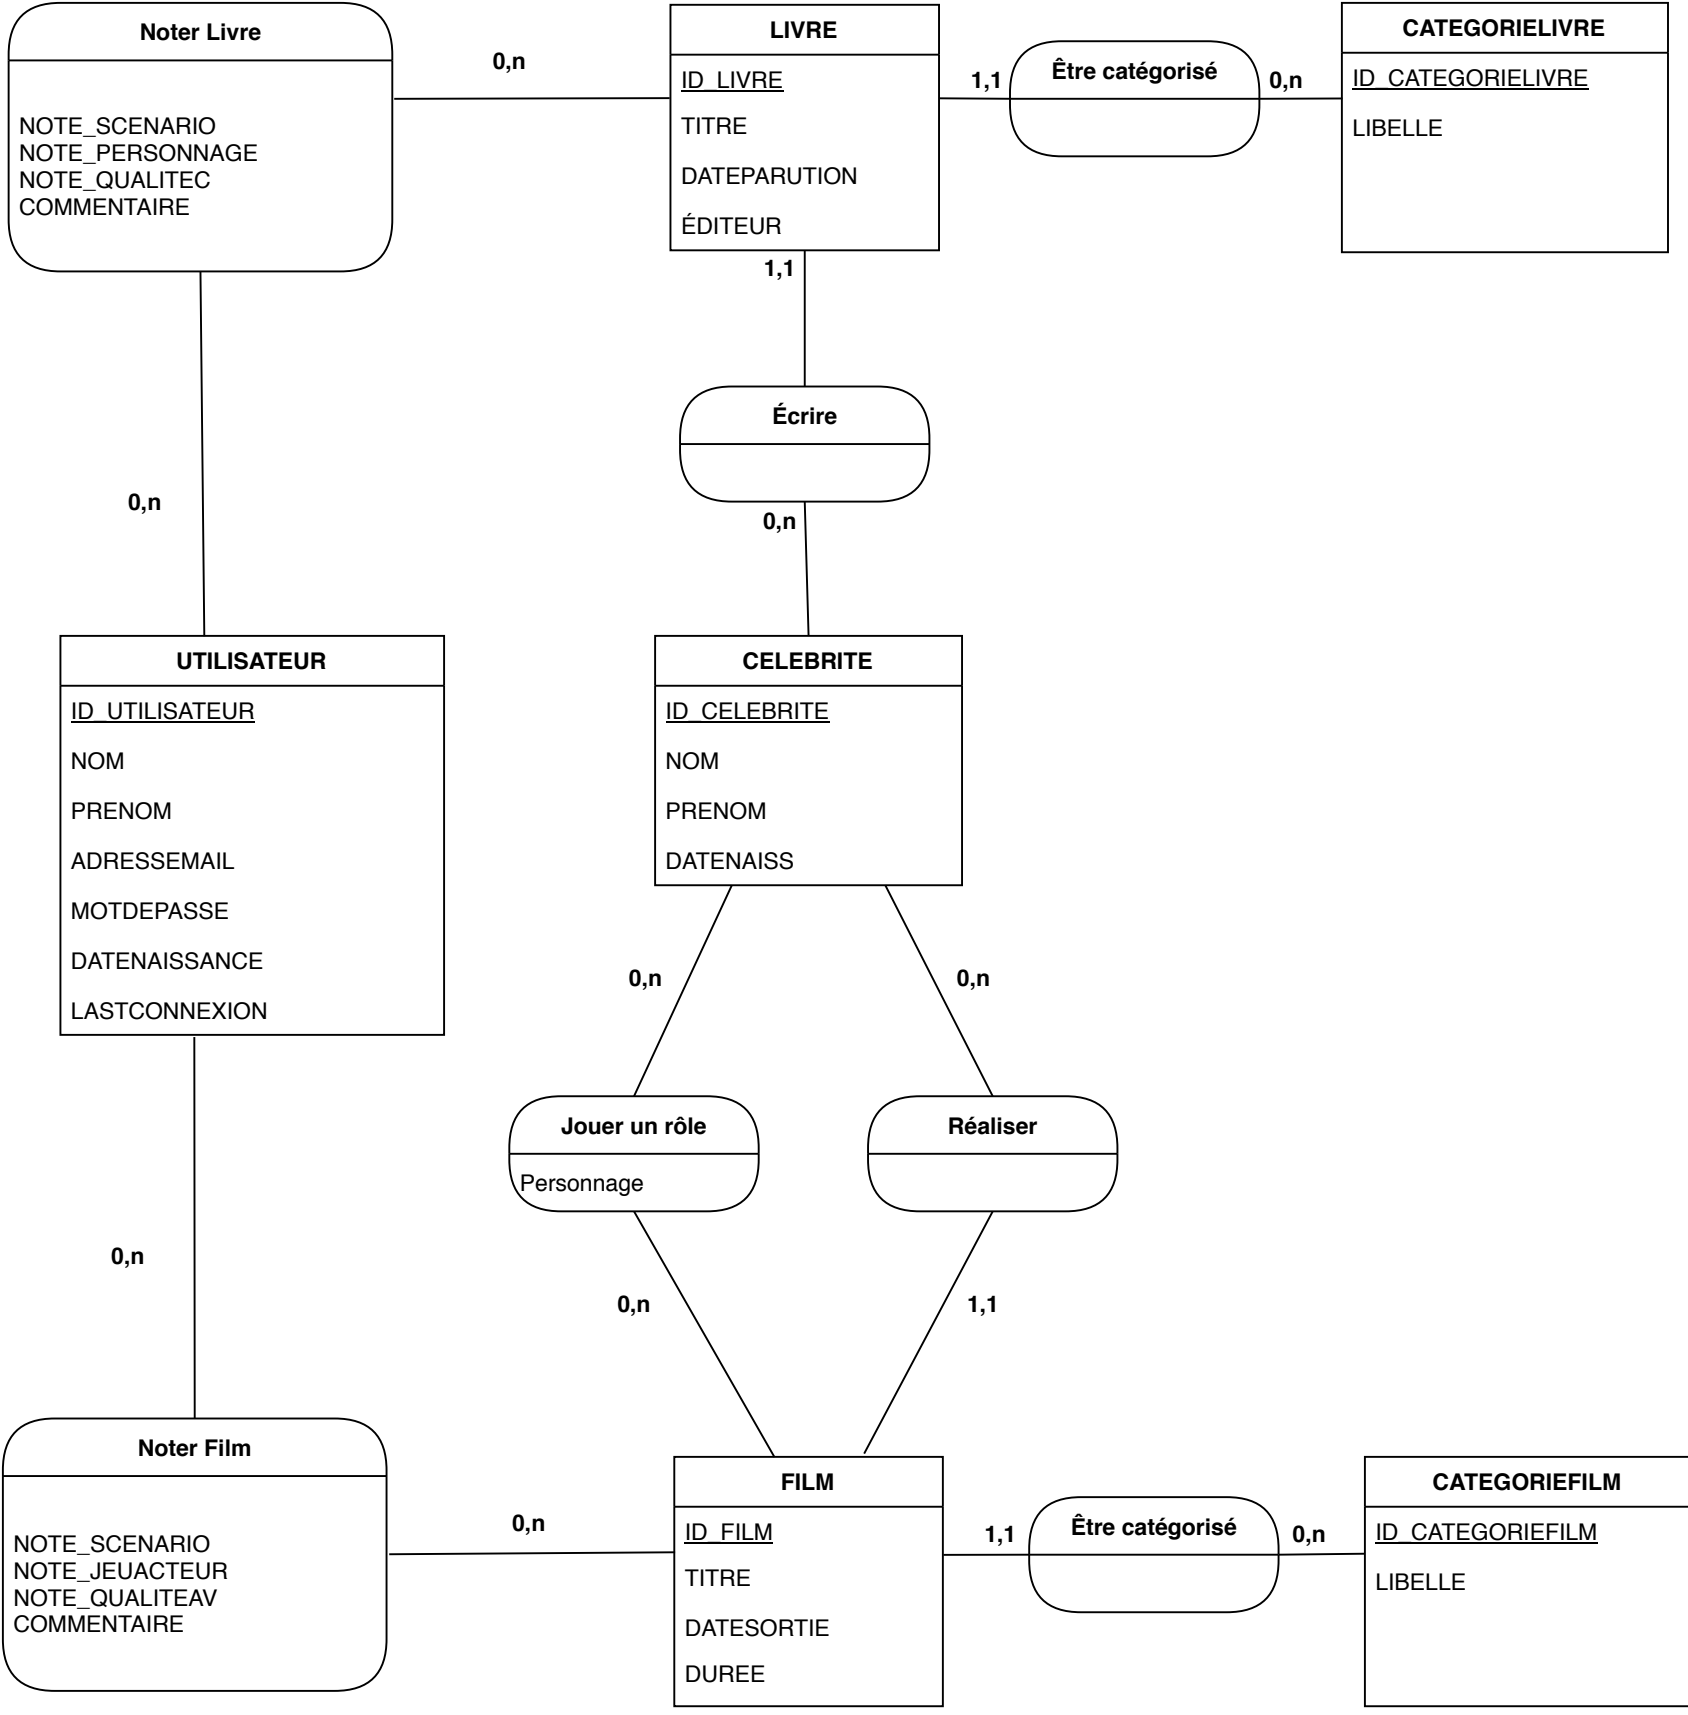 Noter Livre
NOTE_SCENARIO
NOTE_PERSONNAGE
NOTE_QUALITEC
COMMENTAIRE
0,n
LIVRE
ID_LIVRE
TITRE
DATEPARUTION
ÉDITEUR
1,1
Être catégorisé
0,n
CATEGORIELIVRE
ID_CATEGORIELIVRE
LIBELLE
1,1
Écrire
0,n
0,n
UTILISATEUR
ID_UTILISATEUR
NOM
PRENOM
ADRESSEMAIL
MOTDEPASSE
DATENAISSANCE
LASTCONNEXION
CELEBRITE
ID_CELEBRITE
NOM
PRENOM
DATENAISS
0,n
0,n
Jouer un rôle
Personnage
Réaliser
0,n
0,n
1,1
Noter Film
NOTE_SCENARIO
NOTE_JEUACTEUR
NOTE_QUALITEAV
COMMENTAIRE
0,n
FILM
ID_FILM
TITRE
DATESORTIE
DUREE
1,1
Être catégorisé
0,n
CATEGORIEFILM
ID_CATEGORIEFILM
LIBELLE